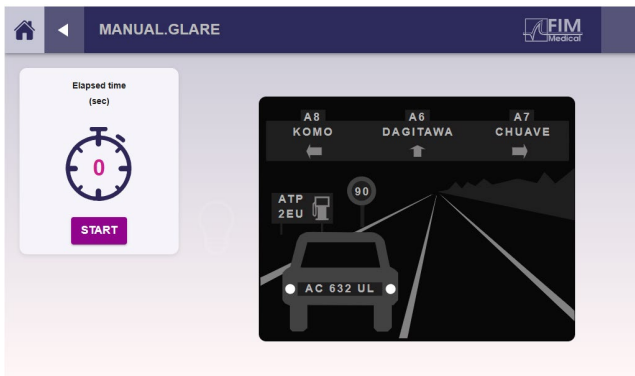 MANUAL.GLARE
FIM
Medical
Elapsed time
(sec)
0
START
A8 A6 A7
KOMO DAGITAWA CHUAVE
90
ATP
2EU
AC 632 UL